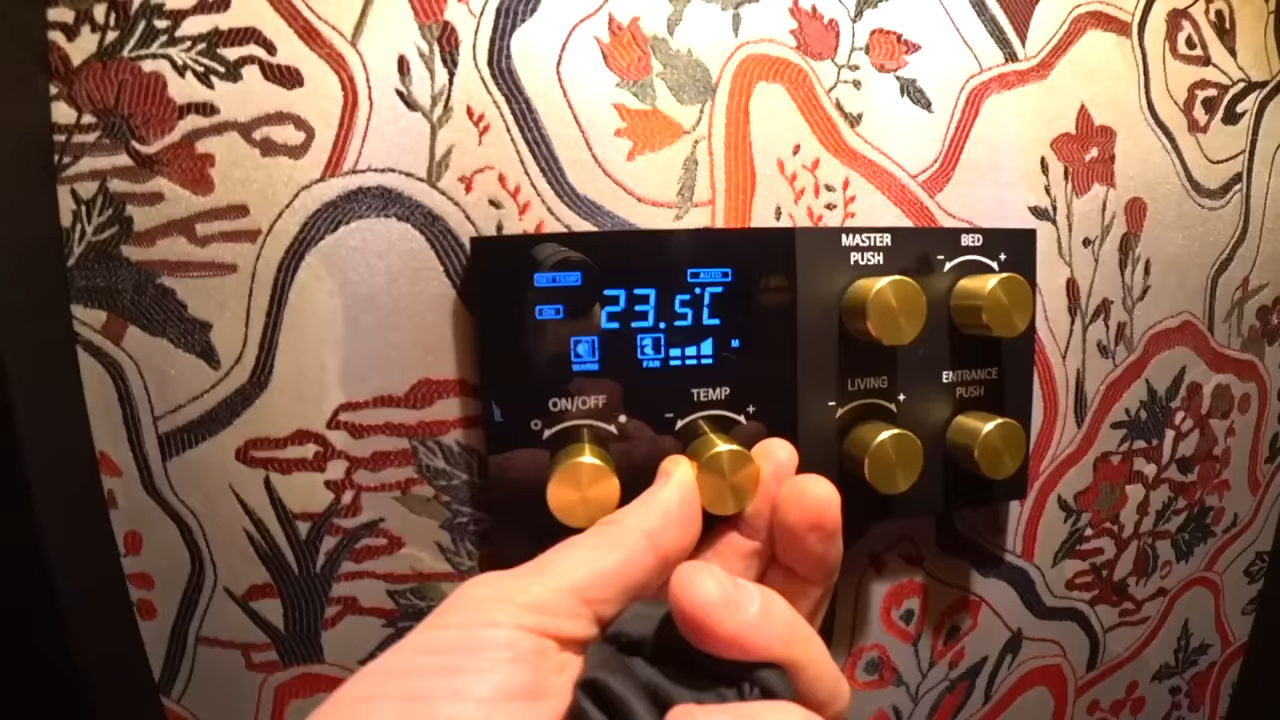 SET TEMP
AUTO
ON
23.5°C
WARM
FAN
M
ON/OFF
TEMP
- +
MASTER
PUSH
BED
- +
LIVING
- +
ENTRANCE
PUSH